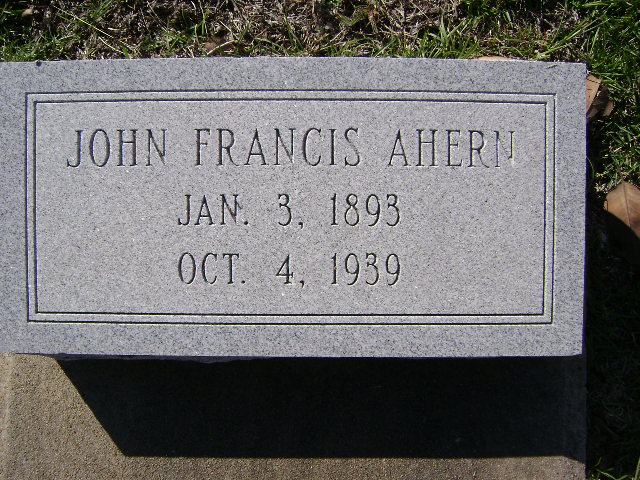 JOHN FRANCIS AHERN
JAN. 3, 1893
OCT. 4, 1939